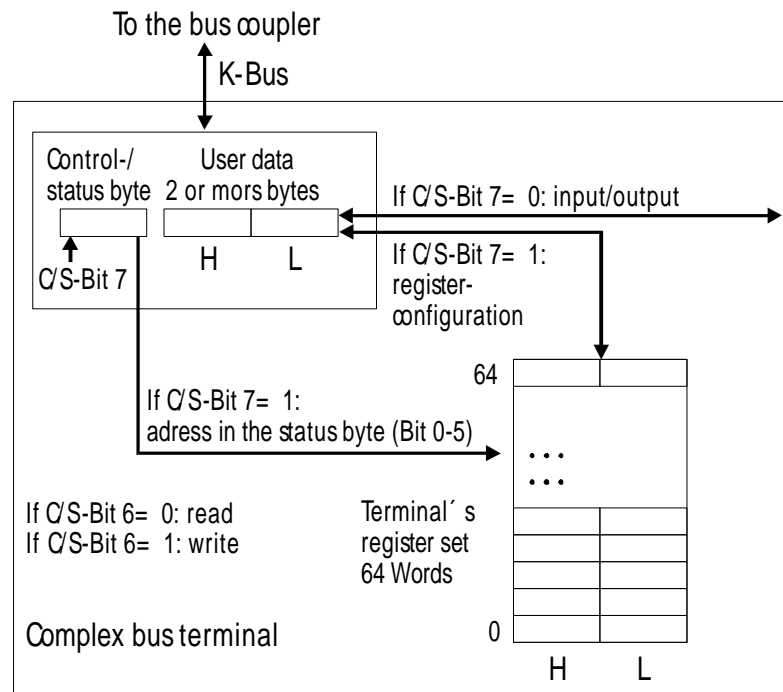 To the bus coupler
K-Bus
Control-/
status byte
User data
2 or mors bytes
H
L
C/S-Bit 7
If C/S-Bit 7= 0: input/output
If C/S-Bit 7= 1:
register-
configuration
If C/S-Bit 7= 1:
adress in the status byte (Bit 0-5)
64
...
...
If C/S-Bit 6= 0: read
If C/S-Bit 6= 1: write
Terminal´s
register set
64 Words
0
H
L
Complex bus terminal